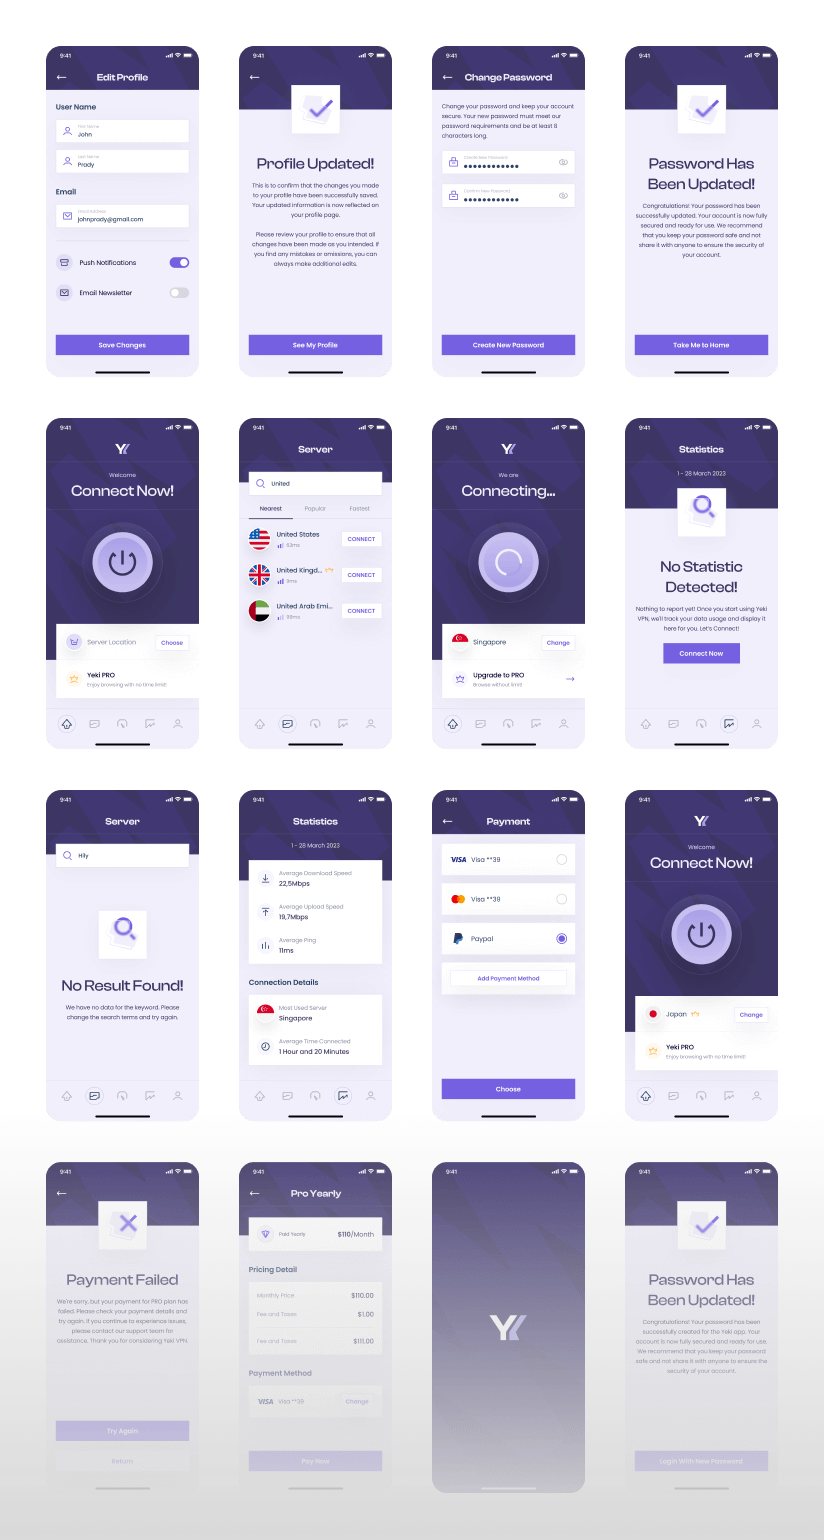 9:41
Edit Profile
User Name
First Name
John
Last Name
Prady
Email
Email Address
johnprady@gmail.com
Push Notifications
Email Newsletter
Save Changes
9:41
Profile Updated!
This is to confirm that the changes you made
to your profile have been successfully saved.
Your updated information is now reflected on
your profile page.
Please review your profile to ensure that all
changes have been made as you intended. If
you find any mistakes or omissions, you can
always make additional edits.
See My Profile
9:41
Change Password
Change your password and keep your account
secure. Your new password must meet our
password requirements and be at least 8
characters long.
Create New Password
Confirm New Password
Create New Password
9:41
Password Has
Been Updated!
Congratulations! Your password has been
successfully updated. Your account is now fully
secured and ready for use. We recommend
that you keep your password safe and not
share it with anyone to ensure the security of
your account.
Take Me to Home
9:41
Welcome
Connect Now!
Server Location
Choose
Yeki PRO
Enjoy browsing with no time limit!
9:41
Server
United
Nearest Popular Fastest
United States
53ms
CONNECT
United Kingd...
9ms
CONNECT
United Arab Emi...
99ms
CONNECT
9:41
We are
Connecting...
Singapore
Change
Upgrade to PRO
Browse without limit!
9:41
Statistics
1 - 28 March 2023
No Statistic
Detected!
Nothing to report yet! Once you start using Yeki
VPN, we'll track your data usage and display it
here for you. Let's Connect!
Connect Now
9:41
Server
Hily
No Result Found!
We have no data for the keyword. Please
change the search terms and try again.
9:41
Statistics
1 - 28 March 2023
Average Download Speed
22,5Mbps
Average Upload Speed
19,7Mbps
Average Ping
11ms
Connection Details
Most Used Server
Singapore
Average Time Connected
1 Hour and 20 Minutes
9:41
Payment
VISA Visa **39
Visa **39
Paypal
Add Payment Method
Choose
9:41
Welcome
Connect Now!
Japan
Change
Yeki PRO
Enjoy browsing with no time limit!
9:41
Payment Failed
We're sorry, but your payment for PRO plan has
failed. Please check your payment details and
try again. If you continue to experience issues,
please contact our support team for
assistance. Thank you for considering Yeki VPN.
Try Again
Return
9:41
Pro Yearly
Paid Yearly
$110/Month
Pricing Detail
Monthly Price $110.00
Fee and Taxes $1.00
Fee and Taxes $111.00
Payment Method
VISA Visa **39
Change
Pay Now
9:41
9:41
Password Has
Been Updated!
Congratulations! Your password has been
successfully created for the Yeki app. Your
account is now fully secured and ready for use.
We recommend that you keep your password
safe and not share it with anyone to ensure the
security of your account.
Login With New Password